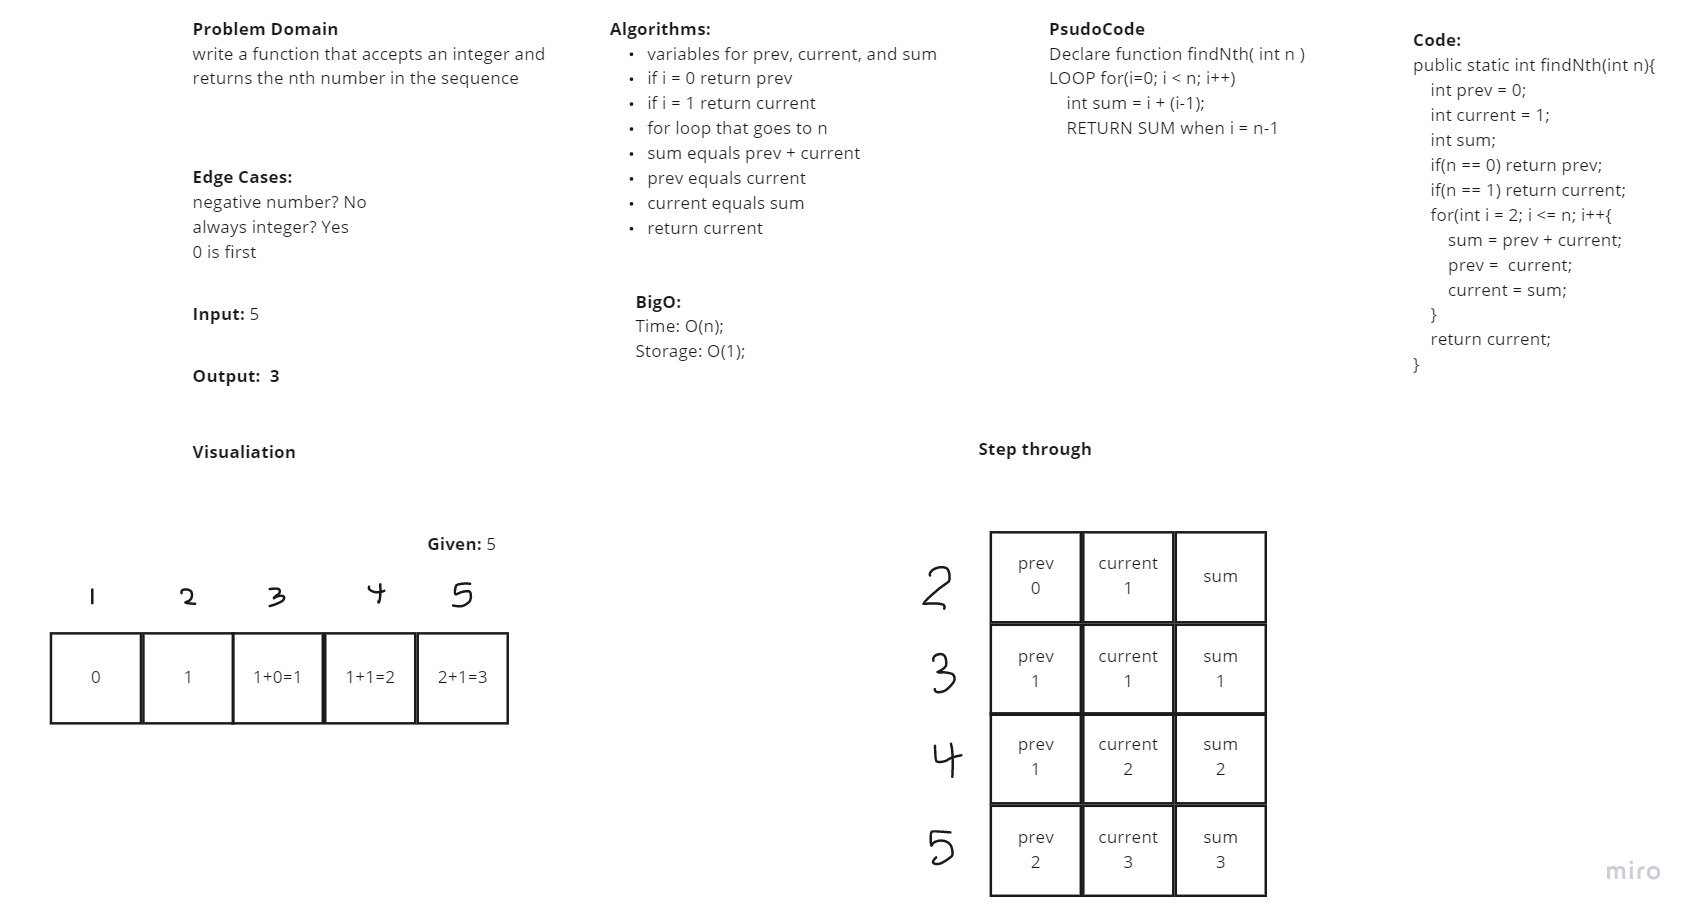 Problem Domain
write a function that accepts an integer and
returns the nth number in the sequence
Edge Cases:
negative number? No
always integer? Yes
0 is first
Input: 5
Output: 3
Algorithms:
• variables for prev, current, and sum
• if i = 0 return prev
• if i = 1 return current
• for loop that goes to n
• sum equals prev + current
• prev equals current
• current equals sum
• return current
BigO:
Time: O(n);
Storage: O(1);
PsudoCode
Declare function findNth( int n )
LOOP for(i=0; i < n; i++)
int sum = i + (i-1);
RETURN SUM when i = n-1
Code:
public static int findNth(int n){
int prev = 0;
int current = 1;
int sum;
if(n == 0) return prev;
if(n == 1) return current;
for(int i = 2; i <= n; i++{
sum = prev + current;
prev =  current;
current = sum;
}
return current;
}
Visualiation
Given: 5
1 2 3 4 5
0 1 1+0=1 1+1=2 2+1=3
Step through
2
prev current sum
0 1
3
prev current sum
1 1 1
4
prev current sum
1 2 2
5
prev current sum
2 3 3
miro